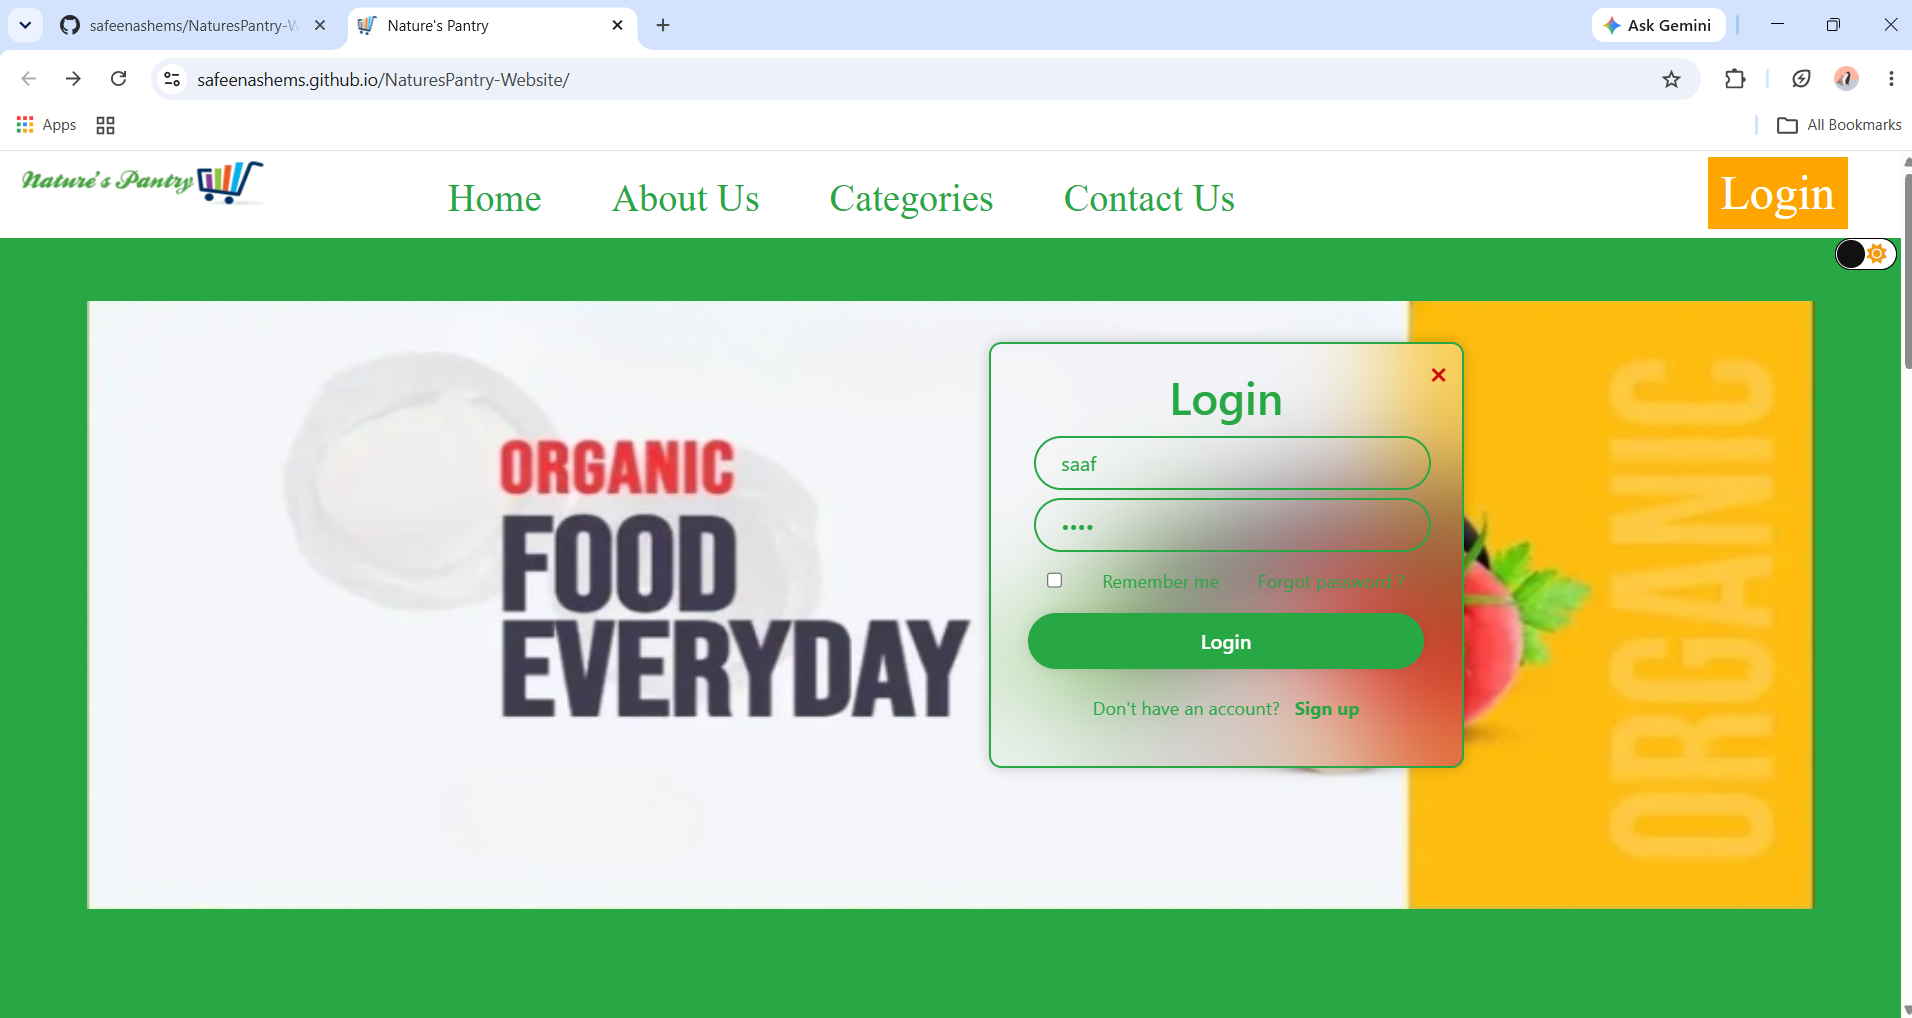 safeenashems/NaturesPantry-W
Nature's Pantry
Ask Gemini
safeenashems.github.io/NaturesPantry-Website/
Apps
All Bookmarks
Nature's Pantry
Home
About Us
Categories
Contact Us
Login
ORGANIC
FOOD
EVERYDAY
Login
saaf
••••
Remember me
Forgot password ?
Login
Don't have an account? Sign up
ORGANIC